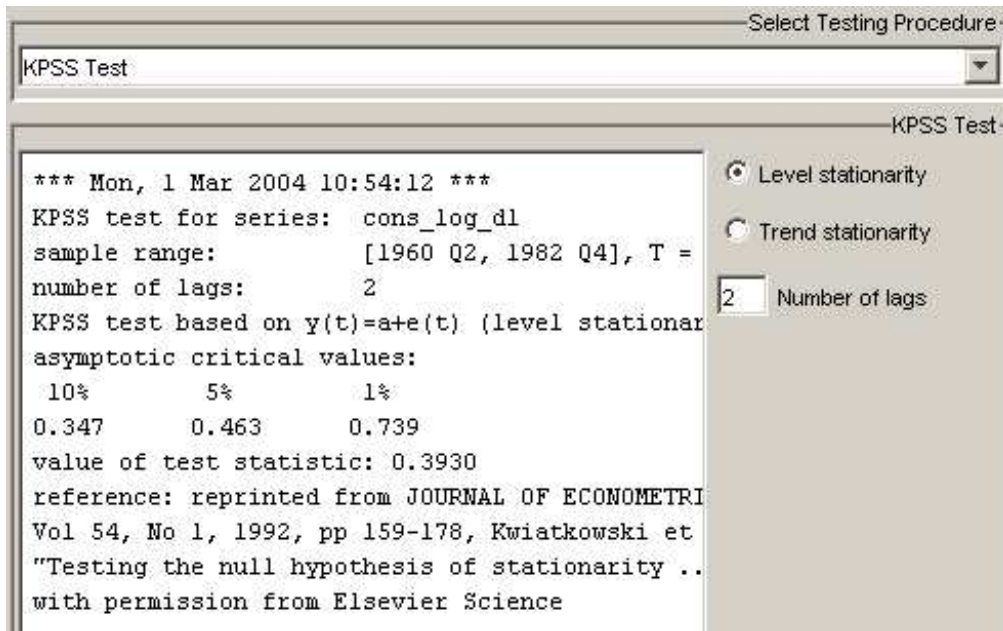 Select Testing Procedure
KPSS Test
KPSS Test
*** Mon, 1 Mar 2004 10:54:12 ***
KPSS test for series: cons_log_d1
sample range: [1960 Q2, 1982 Q4], T =
number of lags: 2
KPSS test based on y(t)=a+e(t) (level stationar
asymptotic critical values:
10% 5% 1%
0.347 0.463 0.739
value of test statistic: 0.3930
reference: reprinted from JOURNAL OF ECONOMETRI
Vol 54, No 1, 1992, pp 159-178, Kwiatkowski et
"Testing the null hypothesis of stationarity ..
with permission from Elsevier Science
Level stationarity
Trend stationarity
2 Number of lags